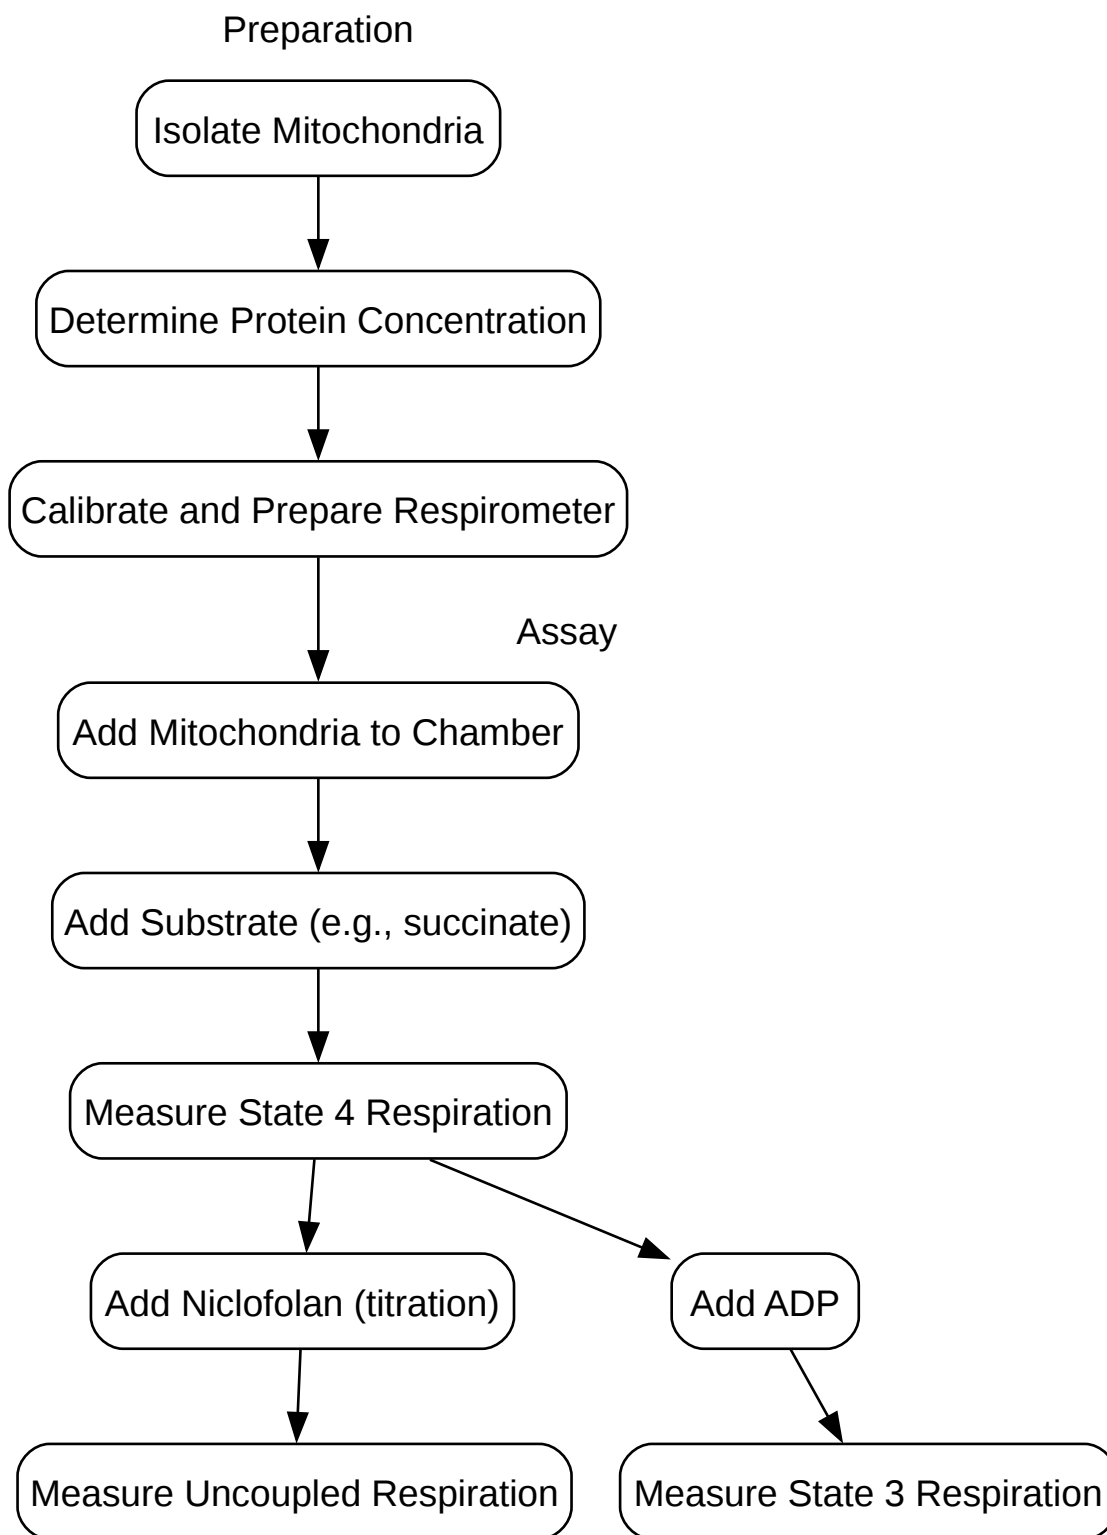 Preparation
Isolate Mitochondria
Determine Protein Concentration
Calibrate and Prepare Respirometer
Assay
Add Mitochondria to Chamber
Add Substrate (e.g., succinate)
Measure State 4 Respiration
Add Niclofolan (titration)
Add ADP
Measure Uncoupled Respiration
Measure State 3 Respiration